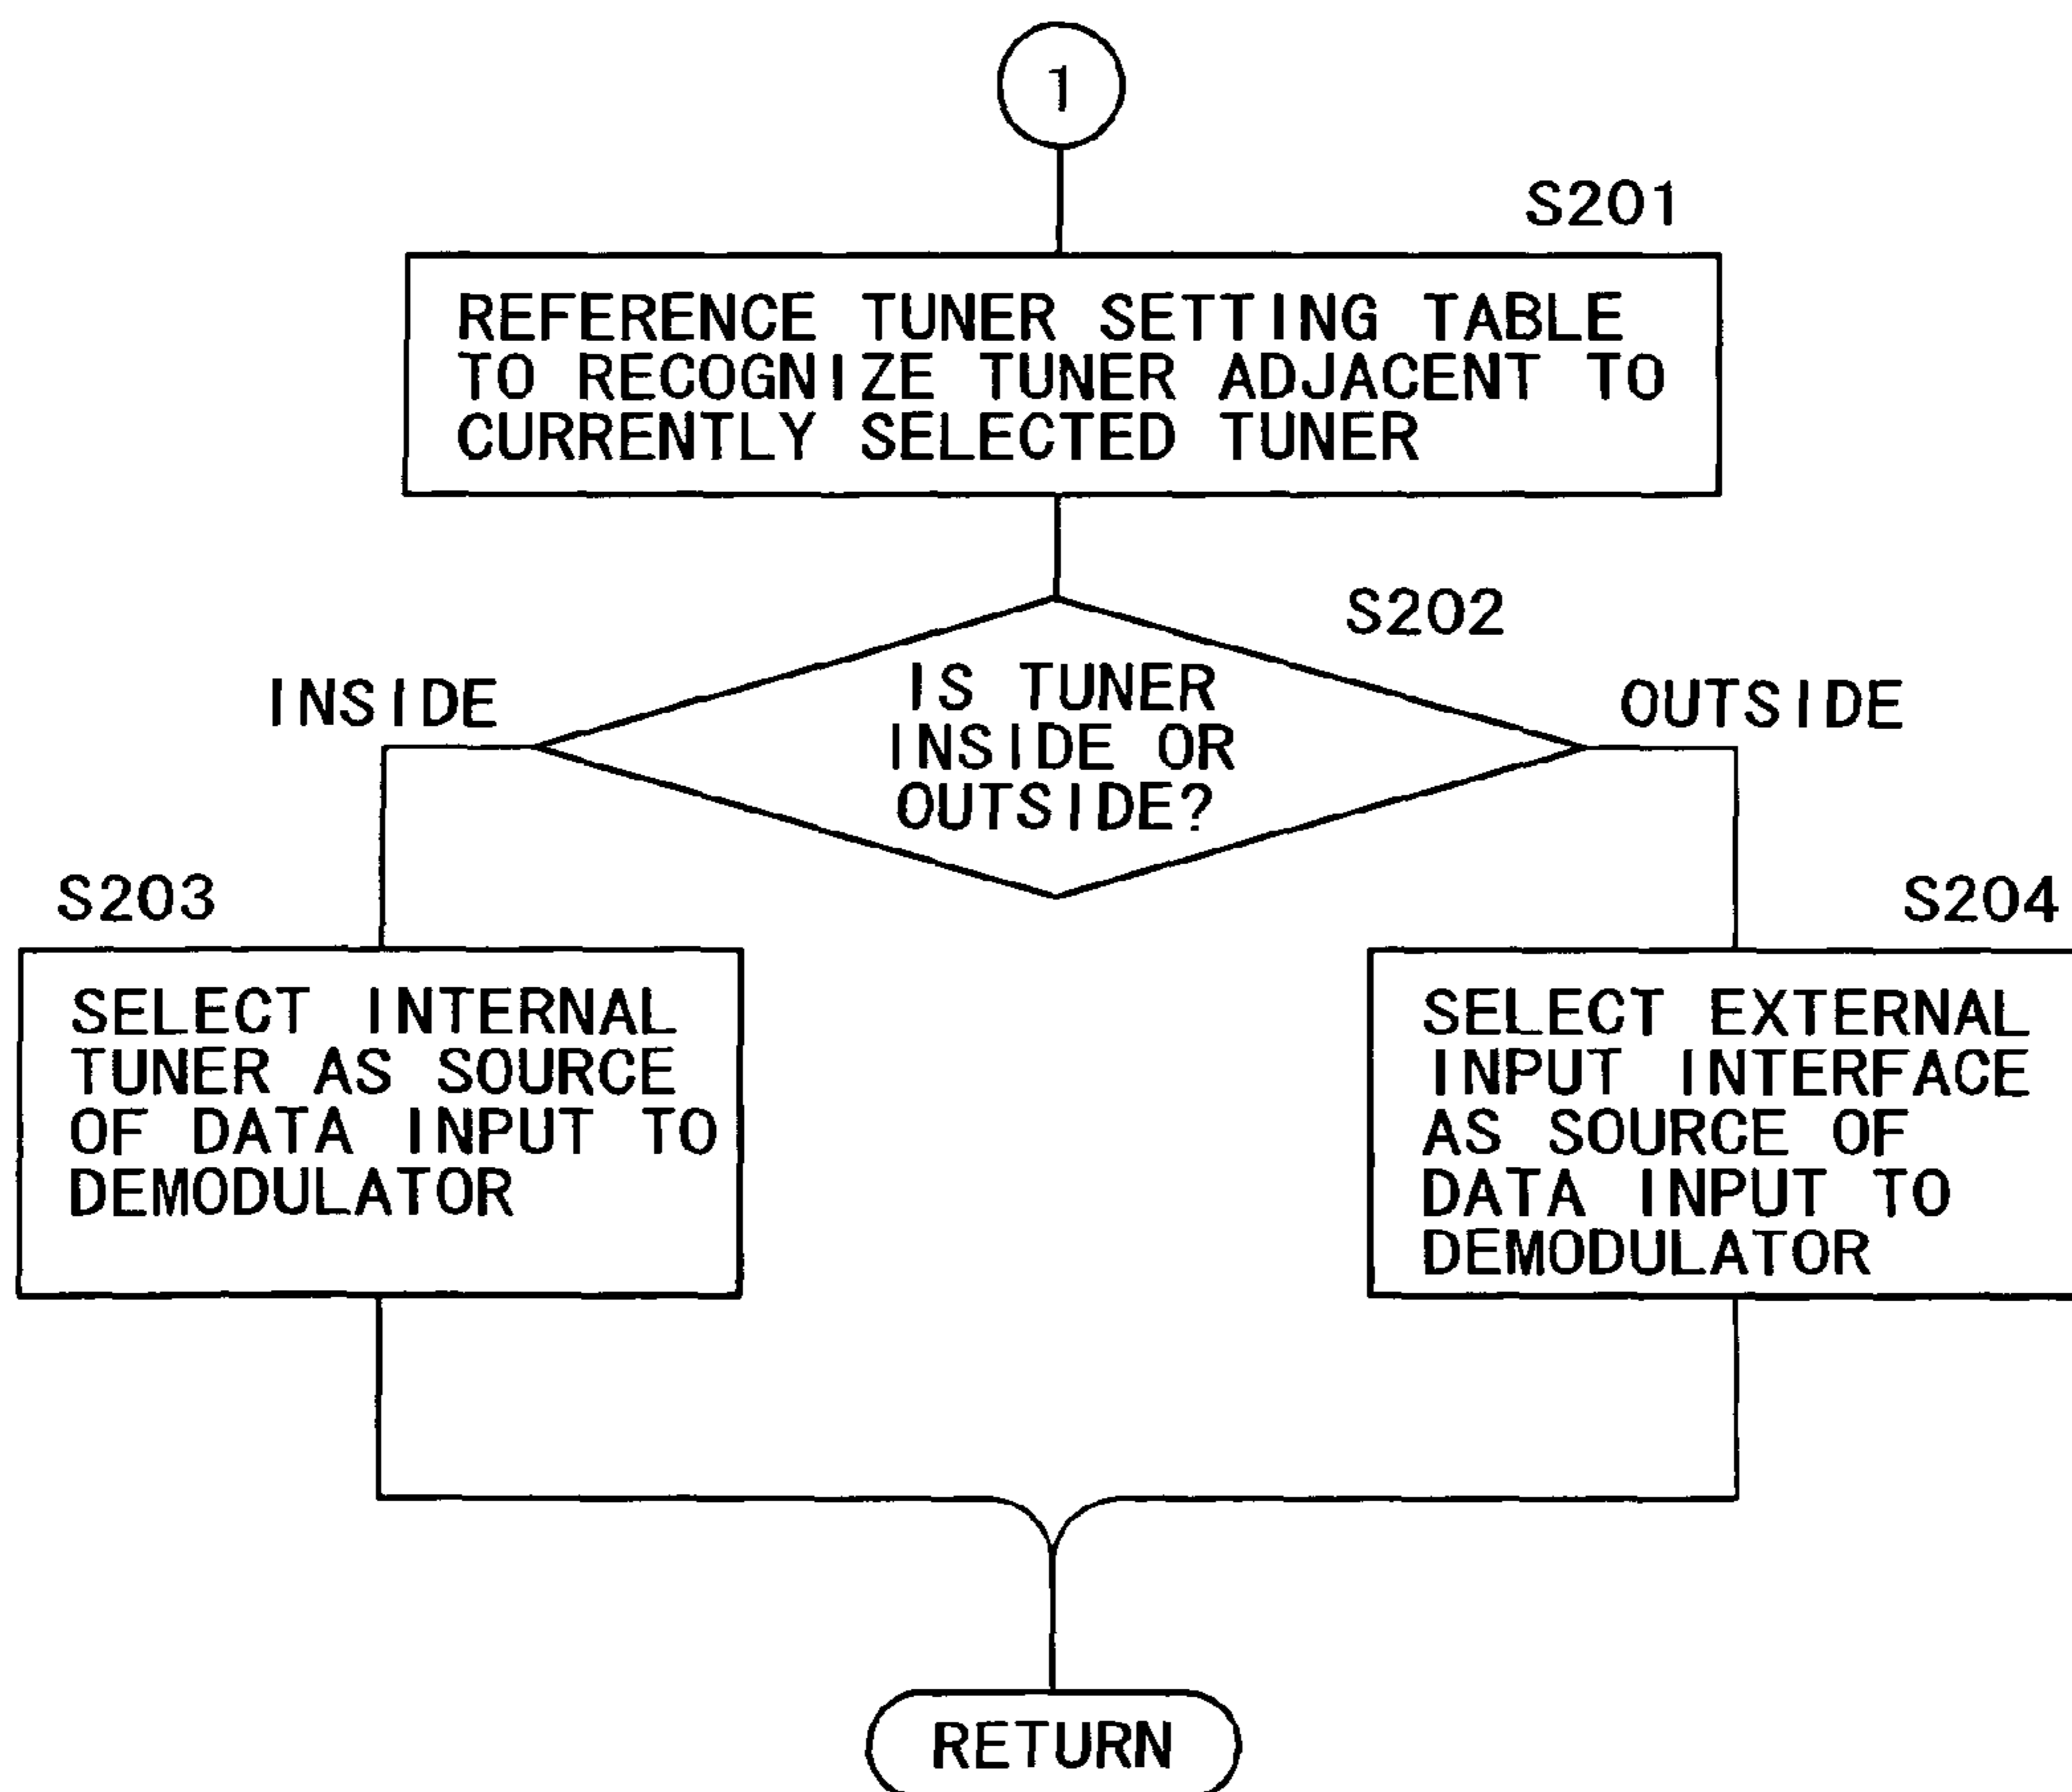 1
S201
REFERENCE TUNER SETTING TABLE
TO RECOGNIZE TUNER ADJACENT TO
CURRENTLY SELECTED TUNER
S202
IS TUNER
INSIDE OR
OUTSIDE?
INSIDE
OUTSIDE
S203
SELECT INTERNAL
TUNER AS SOURCE
OF DATA INPUT TO
DEMODULATOR
S204
SELECT EXTERNAL
INPUT INTERFACE
AS SOURCE OF
DATA INPUT TO
DEMODULATOR
RETURN